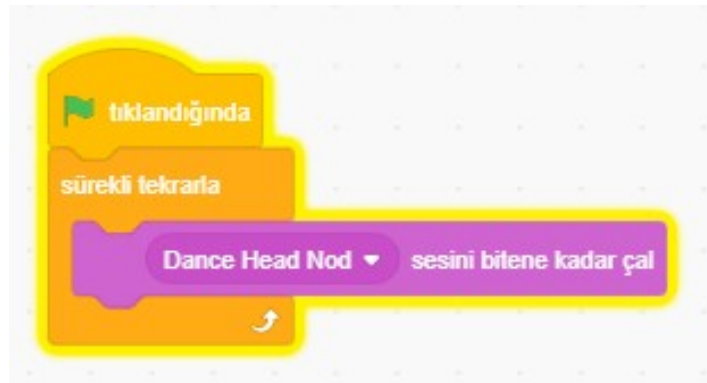 tıklandığında
sürekli tekrarla
Dance Head Nod sesini bitene kadar çal